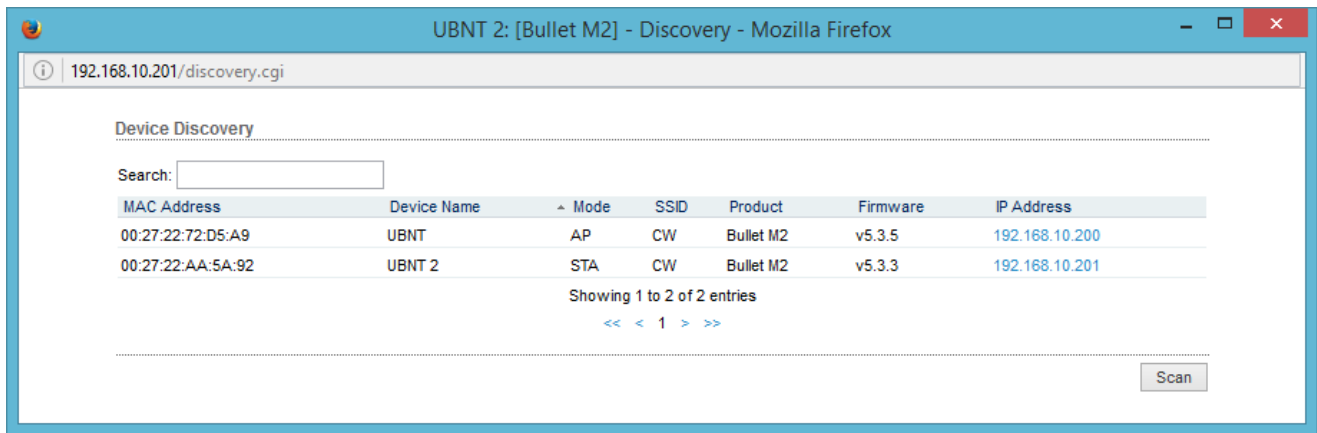 UBNT 2: [Bullet M2] - Discovery - Mozilla Firefox
192.168.10.201/discovery.cgi
Device Discovery
Search:
MAC Address Device Name Mode SSID Product Firmware IP Address
00:27:22:72:D5:A9 UBNT AP CW Bullet M2 v5.3.5 192.168.10.200
00:27:22:AA:5A:92 UBNT 2 STA CW Bullet M2 v5.3.3 192.168.10.201
Showing 1 to 2 of 2 entries
<< < 1 > >>
Scan